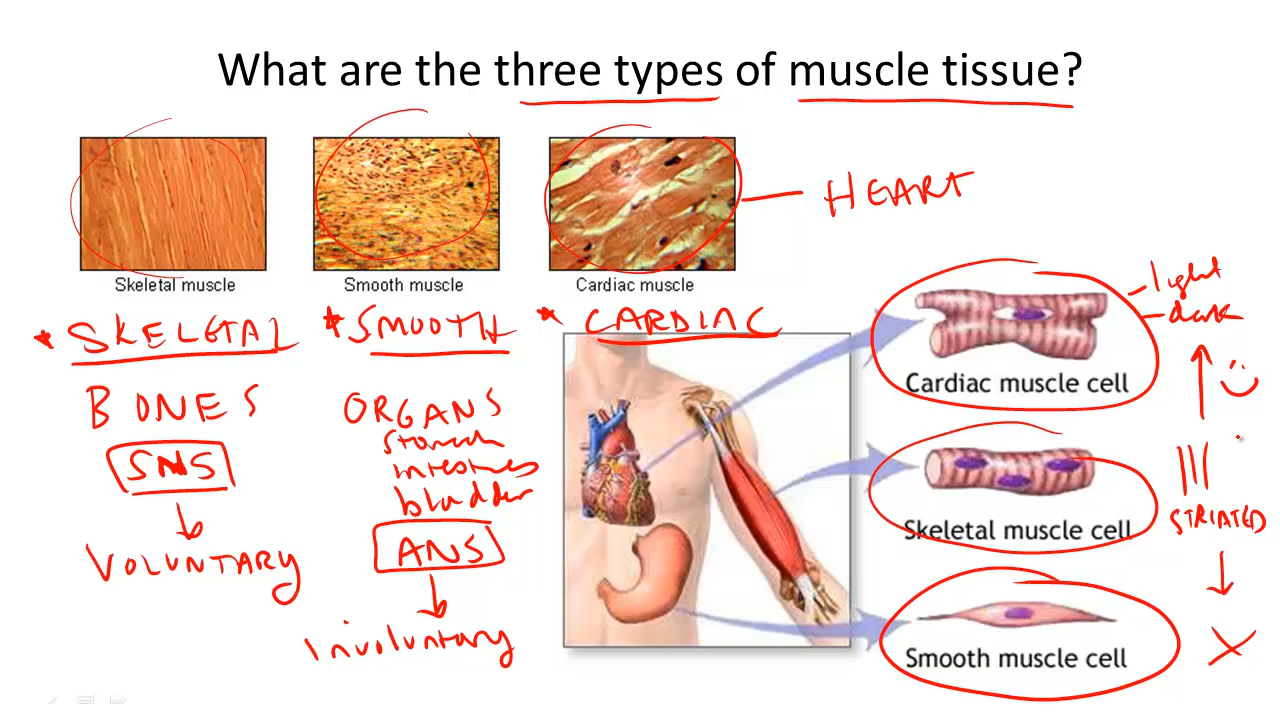 What are the three types of muscle tissue?
Skeletal muscle
Smooth muscle
Cardiac muscle
HEART
* SKELETAL
* SMOOTH
* CARDIAC
BONES
SNS
VOLUNTARY
ORGANS
stomach
intestines
bladder
ANS
Involuntary
light
dark
Cardiac muscle cell
Skeletal muscle cell
STRIATED
Smooth muscle cell
X